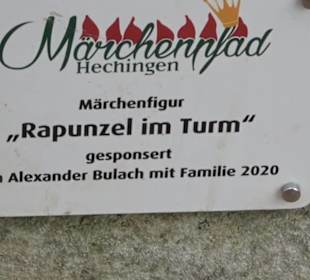 Märchenpfad
Hechingen
Märchenfigur
„Rapunzel im Turm“
gesponsert
Alexander Bulach mit Familie 2020